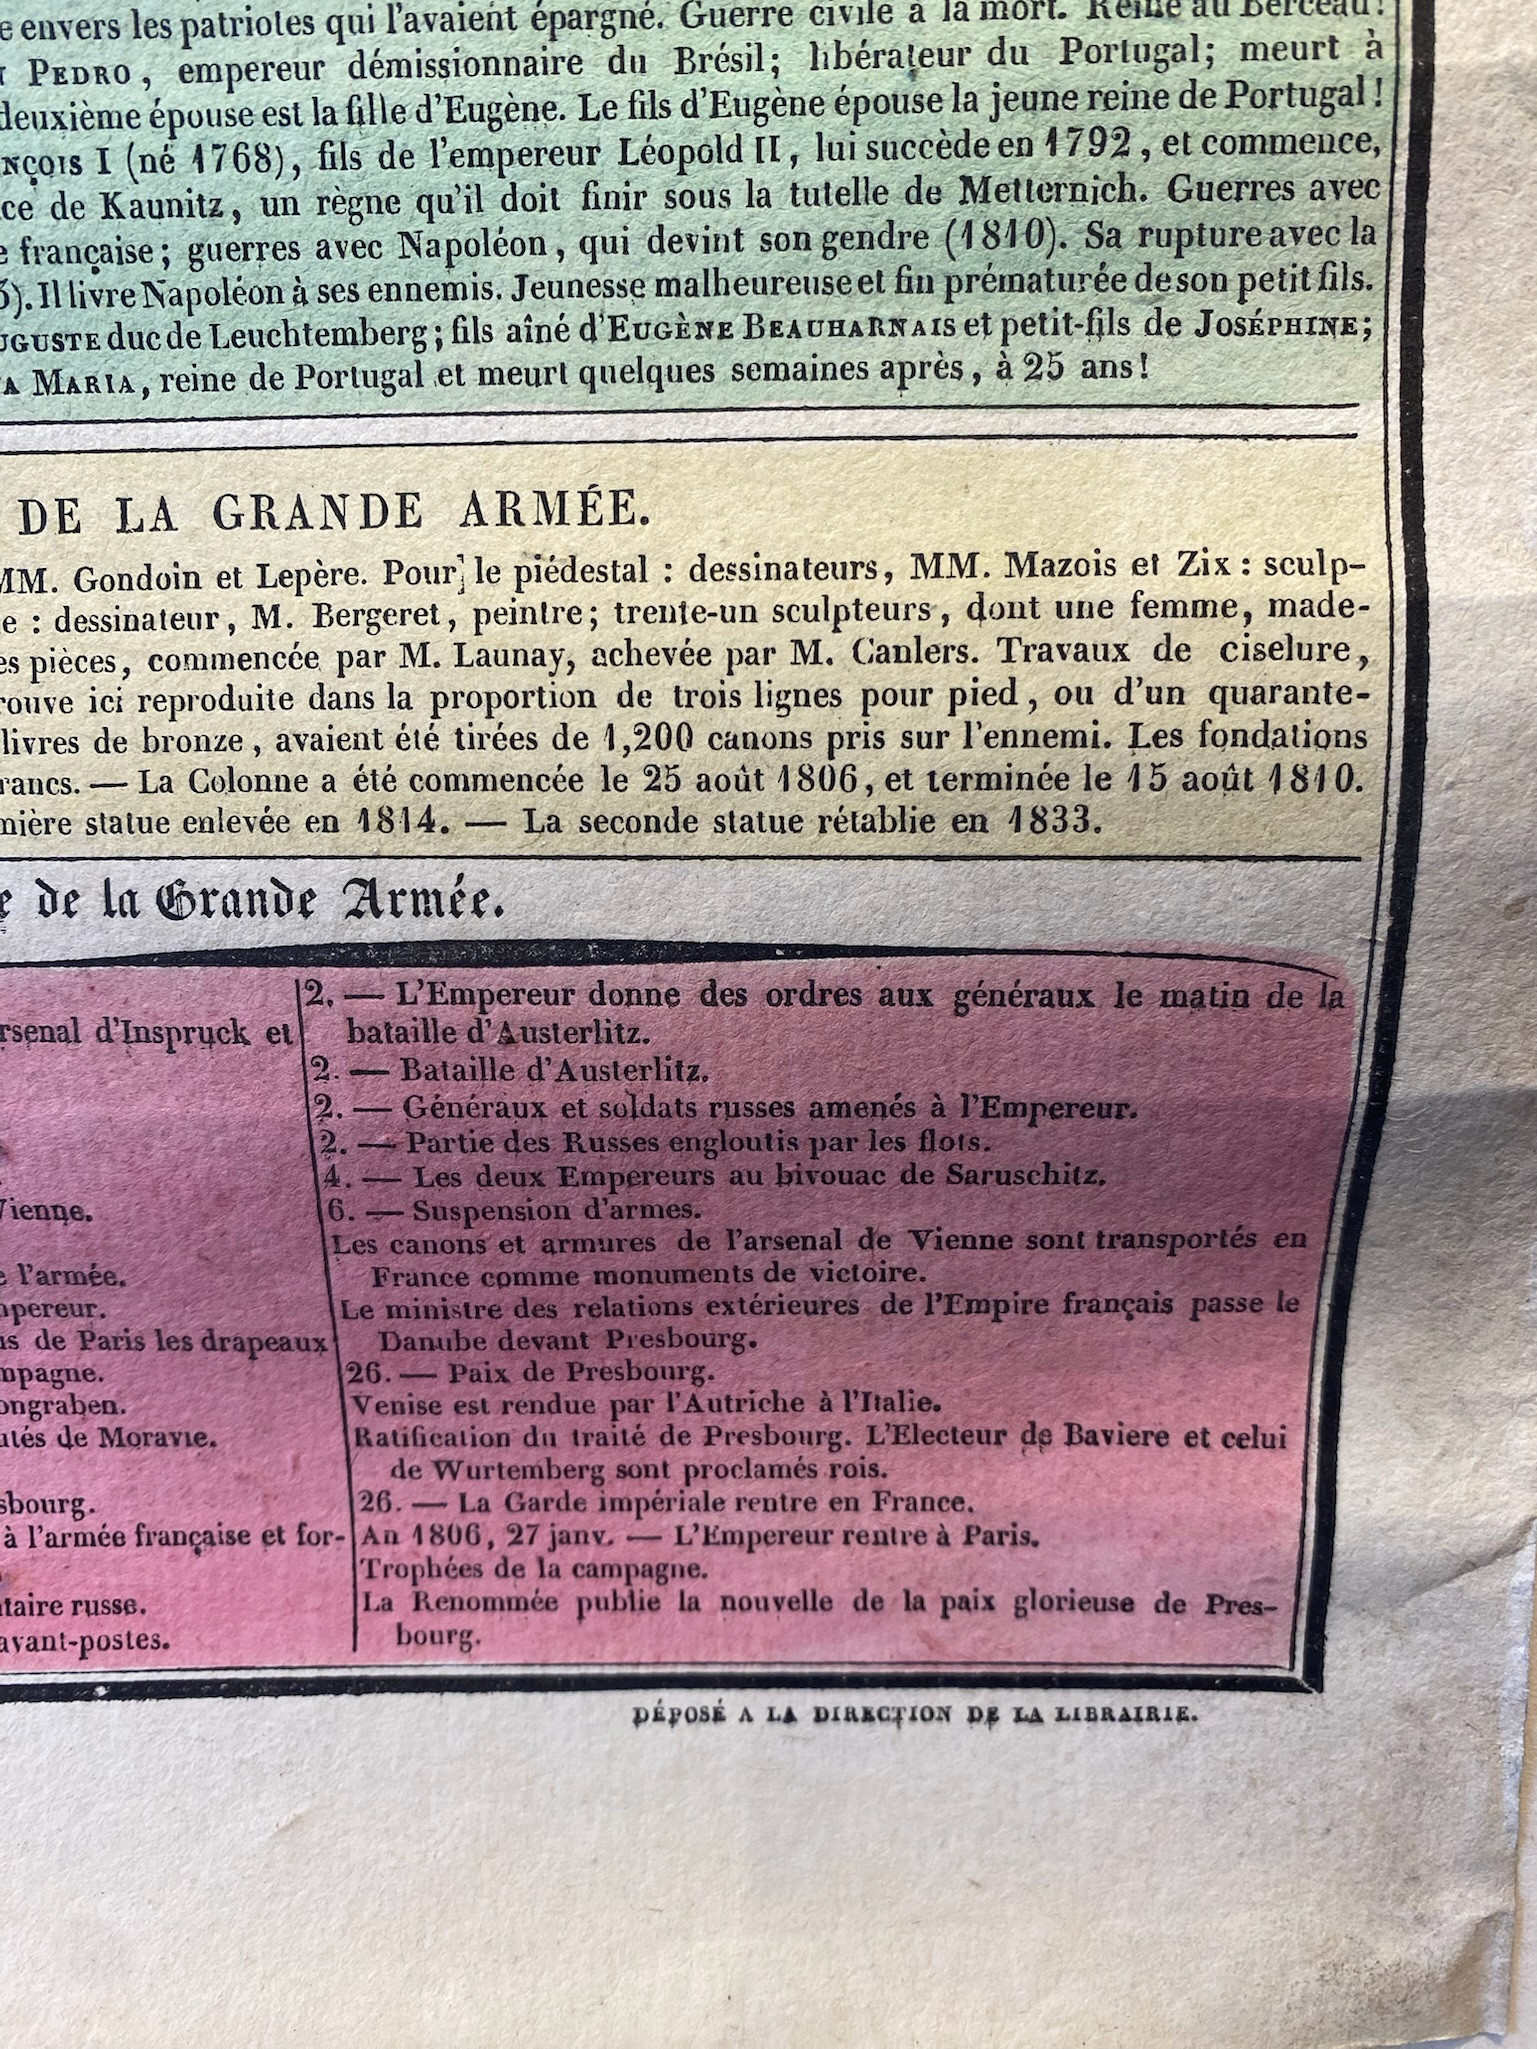 envers les patriotes qui l'avaient épargné. Guerre civile à la mort. Reine au Berceau!
PEDRO, empereur démissionnaire du Brésil; libérateur du Portugal; meurt à
deuxième épouse est la fille d'Eugène. Le fils d'Eugène épouse la jeune reine de Portugal!
NÇOIS I (né 1768), fils de l'empereur Léopold II, lui succède en 1792, et commence,
ce de Kaunitz, un règne qu'il doit finir sous la tutelle de Metternich. Guerres avec
française; guerres avec Napoléon, qui devint son gendre (1810). Sa rupture avec la
). Il livre Napoléon à ses ennemis. Jeunesse malheureuse et fin prématurée de son petit fils.
UGUSTE duc de Leuchtemberg; fils aîné d'EUGÈNE BEAUHARNAIS et petit-fils de JOSÉPHINE;
A MARIA, reine de Portugal et meurt quelques semaines après, à 25 ans!
DE LA GRANDE ARMÉE.
MM. Gondoin et Lepère. Pour le piédestal : dessinateurs, MM. Mazois et Zix : sculp-
e : dessinateur, M. Bergeret, peintre; trente-un sculpteurs, dont une femme, made-
es pièces, commencée par M. Launay, achevée par M. Canlers. Travaux de ciselure,
rouve ici reproduite dans la proportion de trois lignes pour pied, ou d'un quarante-
livres de bronze, avaient été tirées de 1,200 canons pris sur l'ennemi. Les fondations
rancs. — La Colonne a été commencée le 25 août 1806, et terminée le 15 août 1810.
mière statue enlevée en 1814. — La seconde statue rétablie en 1833.
e de la Grande Armée.
rsenal d'Inspruck et
Vienne.
e l'armée.
mpereur.
us de Paris les drapeaux
mpagne.
ongraben.
utés de Moravie.
sbourg.
à l'armée française et for-
taire russe.
avant-postes.
2. — L'Empereur donne des ordres aux généraux le matin de la
bataille d'Austerlitz.
2. — Bataille d'Austerlitz.
2. — Généraux et soldats russes amenés à l'Empereur.
2. — Partie des Russes engloutis par les flots.
4. — Les deux Empereurs au bivouac de Saruschitz.
6. — Suspension d'armes.
Les canons et armures de l'arsenal de Vienne sont transportés en
France comme monuments de victoire.
Le ministre des relations extérieures de l'Empire français passe le
Danube devant Presbourg.
26. — Paix de Presbourg.
Venise est rendue par l'Autriche à l'Italie.
Ratification du traité de Presbourg. L'Electeur de Baviere et celui
de Wurtemberg sont proclamés rois.
26. — La Garde impériale rentre en France.
An 1806, 27 janv. — L'Empereur rentre à Paris.
Trophées de la campagne.
La Renommée publie la nouvelle de la paix glorieuse de Pres-
bourg.
DÉPOSÉ A LA DIRECTION DE LA LIBRAIRIE.